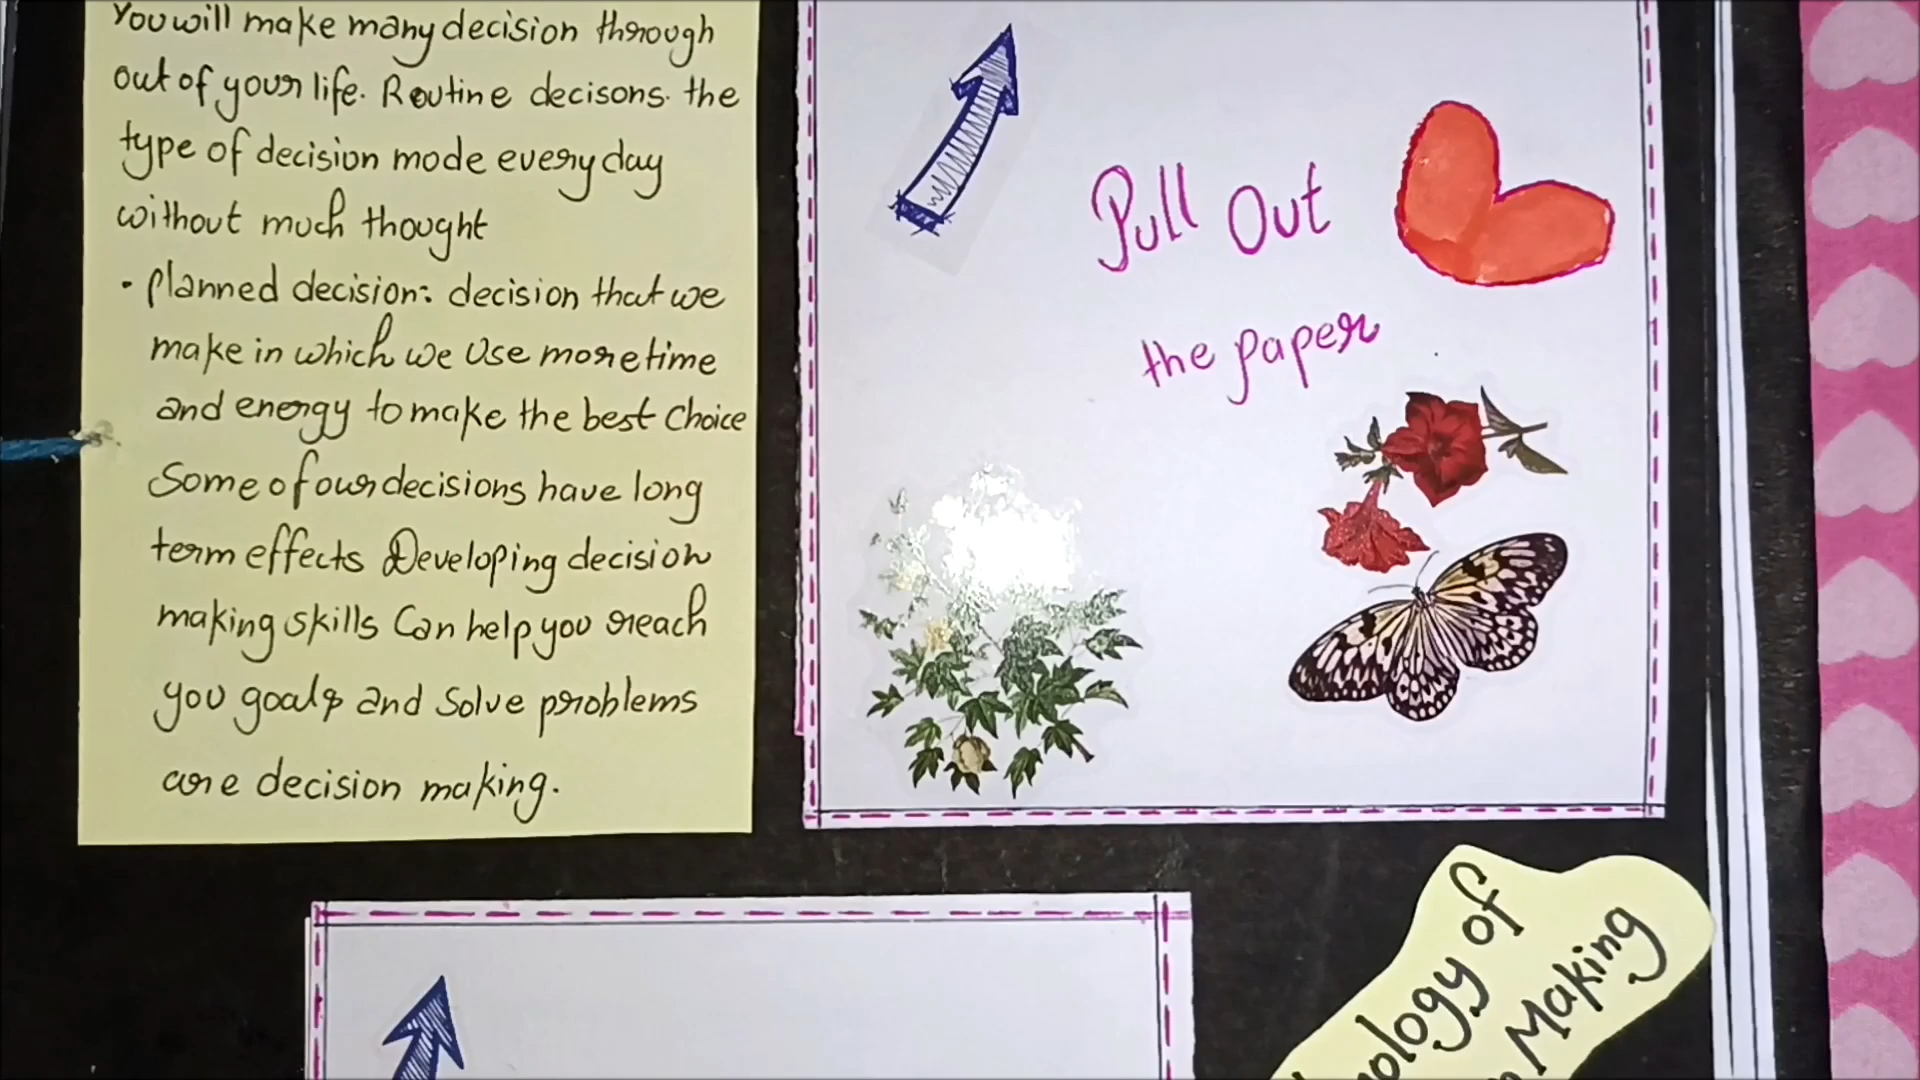 You will make many decision through
out of your life. Routine decisons. the
type of decision mode every day
without much thought
• Planned decision: decision that we
make in which we use more time
and energy to make the best choice
Some of our decisions have long
term effects Developing decision
making skills Can help you reach
you goals and Solve problems
are decision making.
Pull Out
the paper
ology of
Making